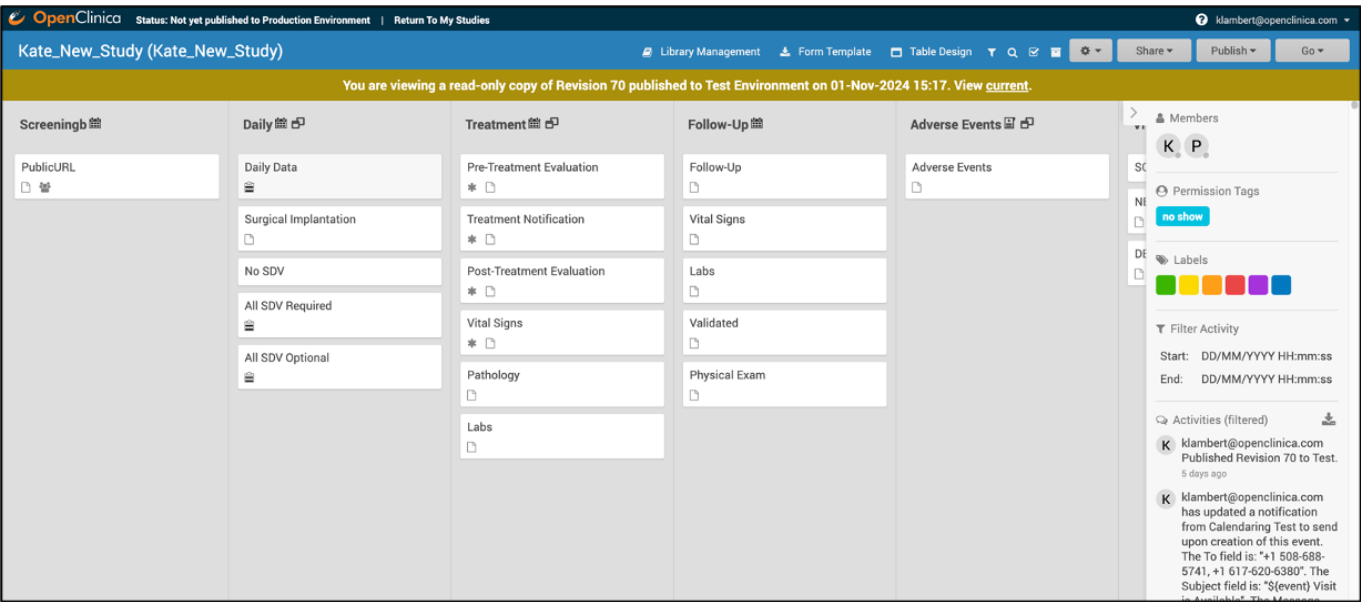 OpenClinica Status: Not yet published to Production Environment | Return To My Studies klambert@openclinica.com
Kate_New_Study (Kate_New_Study) Library Management Form Template Table Design Share Publish Go
You are viewing a read-only copy of Revision 70 published to Test Environment on 01-Nov-2024 15:17. View current.
Screeningb
PublicURL
Daily
Daily Data
Surgical Implantation
No SDV
All SDV Required
All SDV Optional
Treatment
Pre-Treatment Evaluation
Treatment Notification
Post-Treatment Evaluation
Vital Signs
Pathology
Labs
Follow-Up
Follow-Up
Vital Signs
Labs
Validated
Physical Exam
Adverse Events
Adverse Events
Members
K P
Permission Tags
no show
Labels
Filter Activity
Start: DD/MM/YYYY HH:mm:ss
End: DD/MM/YYYY HH:mm:ss
Activities (filtered)
K klambert@openclinica.com
Published Revision 70 to Test.
5 days ago
K klambert@openclinica.com
has updated a notification
from Calendaring Test to send
upon creation of this event.
The To field is: "+1 508-688-
5741, +1 617-620-6380". The
Subject field is: "${event} Visit
is Available". The Message